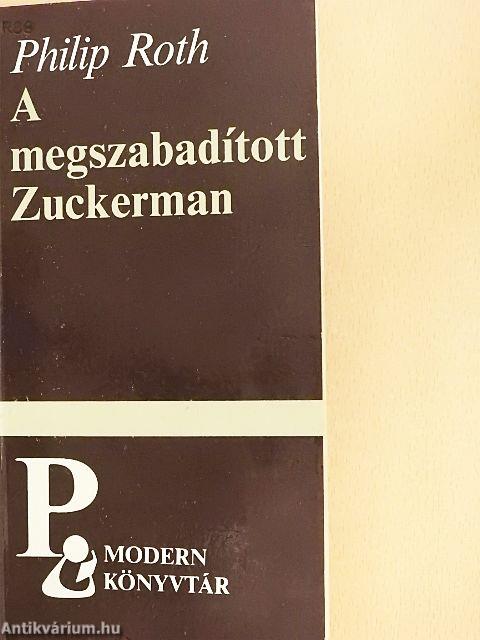 Philip Roth
A
megszabadított
Zuckerman
P
MODERN
KÖNYVTÁR
Antikvárium.hu